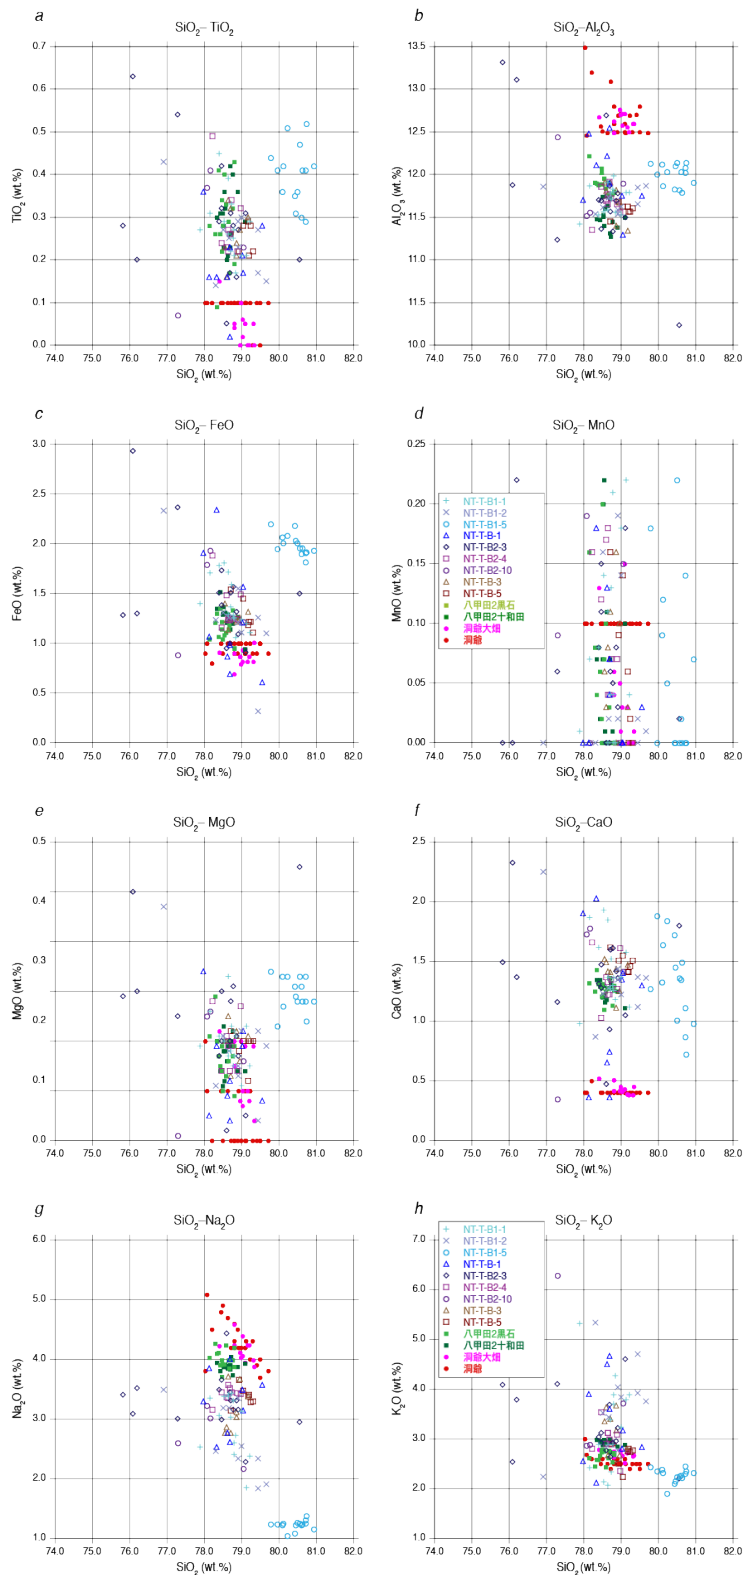 a
SiO2– TiO2
0.7
0.6
0.5
0.4
0.3
0.2
0.1
0.0
TiO2 (wt.%)
74.0 75.0 76.0 77.0 78.0 79.0 80.0 81.0 82.0
SiO2 (wt.%)
b
SiO2–Al2O3
13.5
13.0
12.5
12.0
11.5
11.0
11.5
10.0
Al2O3 (wt.%)
74.0 75.0 76.0 77.0 78.0 79.0 80.0 81.0 82.0
SiO2 (wt.%)
c
SiO2– FeO
3.0
2.5
2.0
1.5
1.0
0.5
0.0
FeO (wt.%)
74.0 75.0 76.0 77.0 78.0 79.0 80.0 81.0 82.0
SiO2 (wt.%)
d
SiO2– MnO
0.25
0.20
0.16
0.10
0.07
0.00
MnO (wt.%)
NT-T-B1-1
NT-T-B1-2
NT-T-B1-5
NT-T-B-1
NT-T-B2-3
NT-T-B2-4
NT-T-B2-10
NT-T-B-3
NT-T-B-5
八甲田2黒石
八甲田2十和田
洞爺大畑
洞爺
74.0 75.0 76.0 77.0 78.0 79.0 80.0 81.0 82.0
SiO2 (wt.%)
e
SiO2– MgO
0.5
0.4
0.3
0.2
0.1
0.0
MgO (wt.%)
74.0 75.0 76.0 77.0 78.0 79.0 80.0 81.0 82.0
SiO2 (wt.%)
f
SiO2–CaO
2.5
2.0
1.5
1.0
0.5
0.0
CaO (wt.%)
74.0 75.0 76.0 77.0 78.0 79.0 80.0 81.0 82.0
SiO2 (wt.%)
g
SiO2–Na2O
6.0
5.0
4.0
3.0
2.0
1.0
Na2O (wt.%)
74.0 75.0 76.0 77.0 78.0 79.0 80.0 81.0 82.0
SiO2 (wt.%)
h
SiO2– K2O
7.0
6.0
5.0
4.0
3.0
2.0
1.0
K2O (wt.%)
NT-T-B1-1
NT-T-B1-2
NT-T-B1-5
NT-T-B-1
NT-T-B2-3
NT-T-B2-4
NT-T-B2-10
NT-T-B-3
NT-T-B-5
八甲田2黒石
八甲田2十和田
洞爺大畑
洞爺
74.0 75.0 76.0 77.0 78.0 79.0 80.0 81.0 82.0
SiO2 (wt.%)